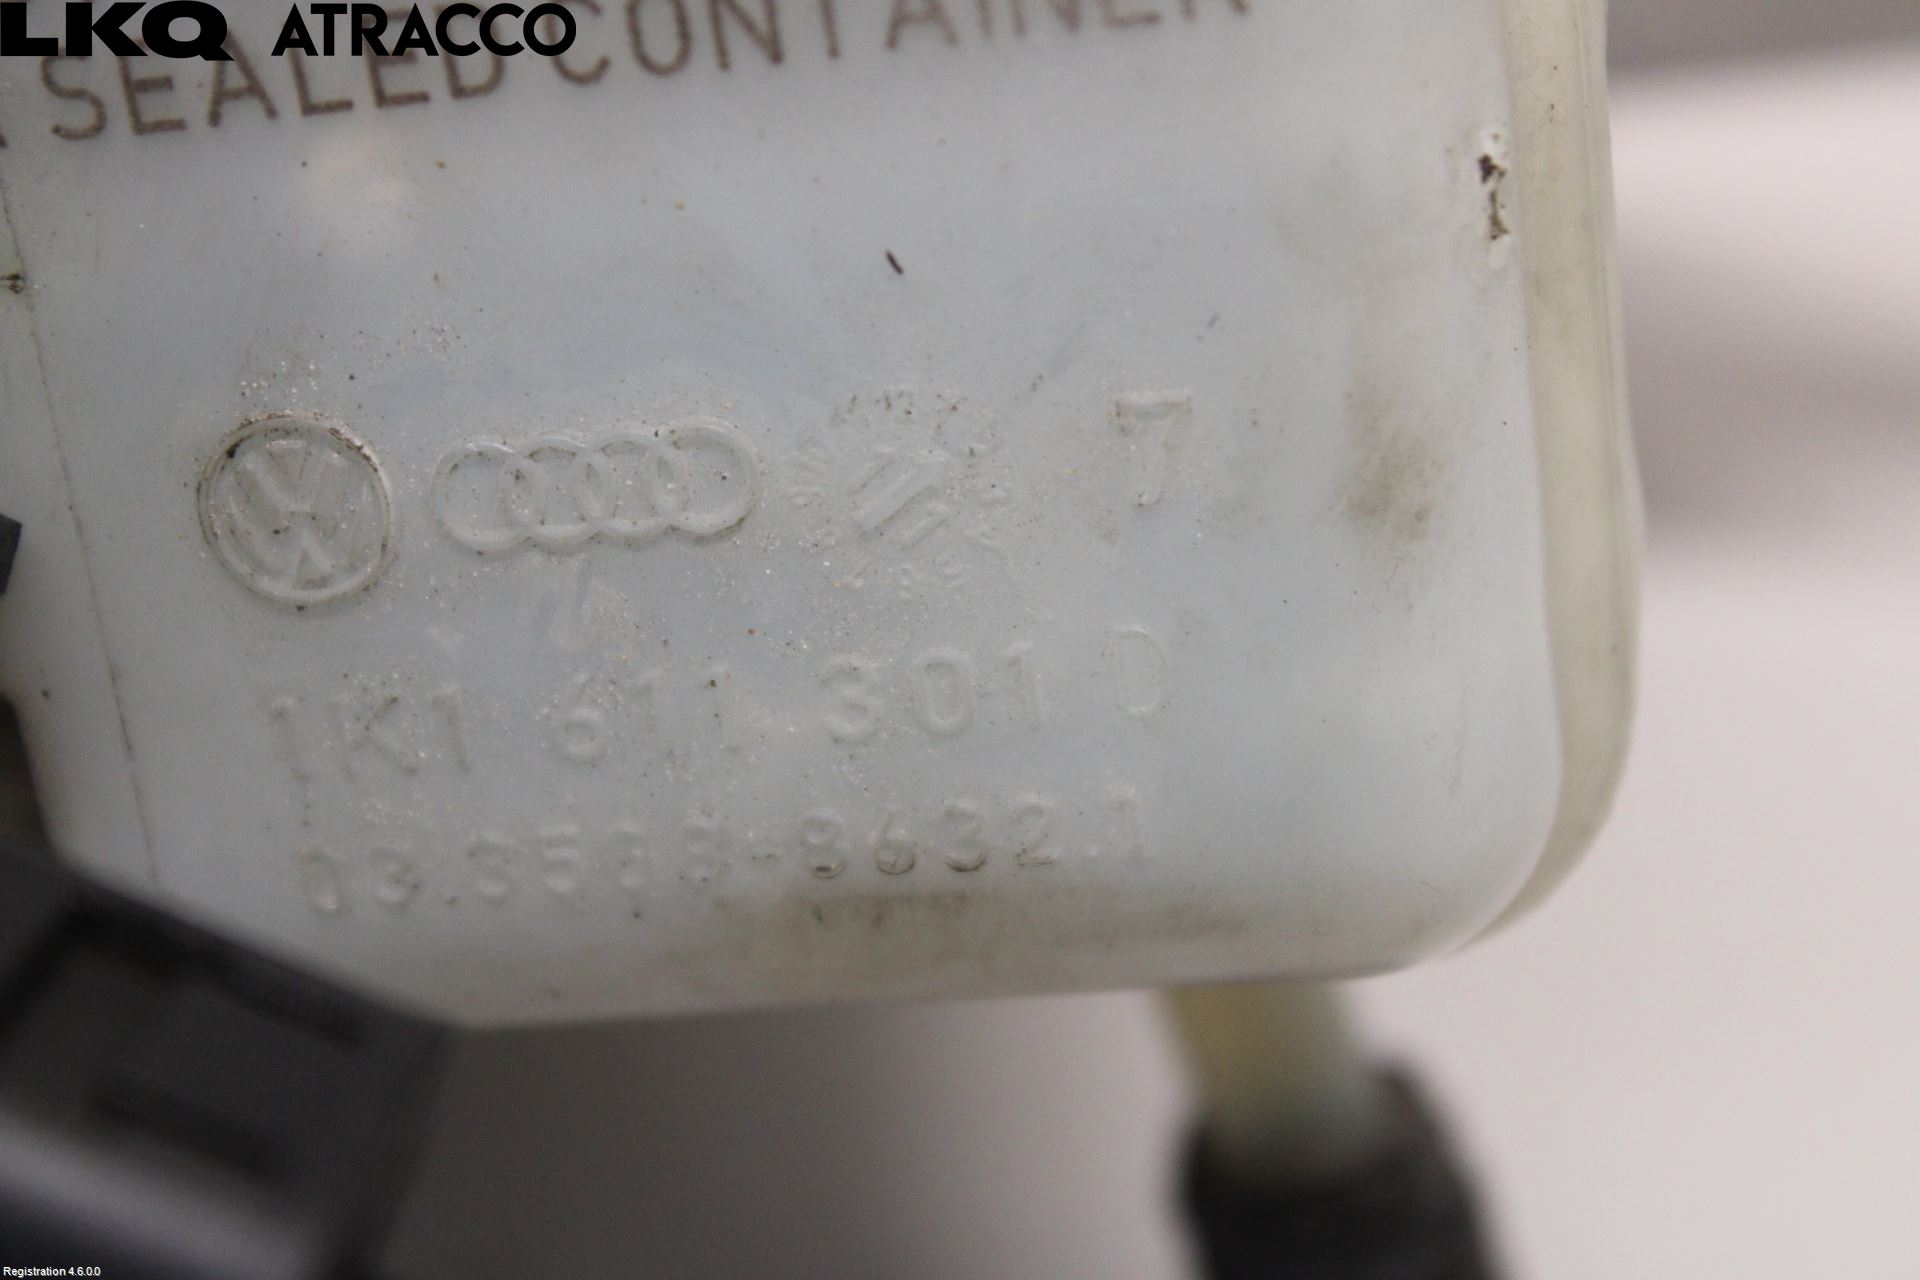 LKQ ATRACCO
A SEALED CONTAINER
7
1K1 611 301 D
03.3508-8632.1
Registration 4.6.0.0